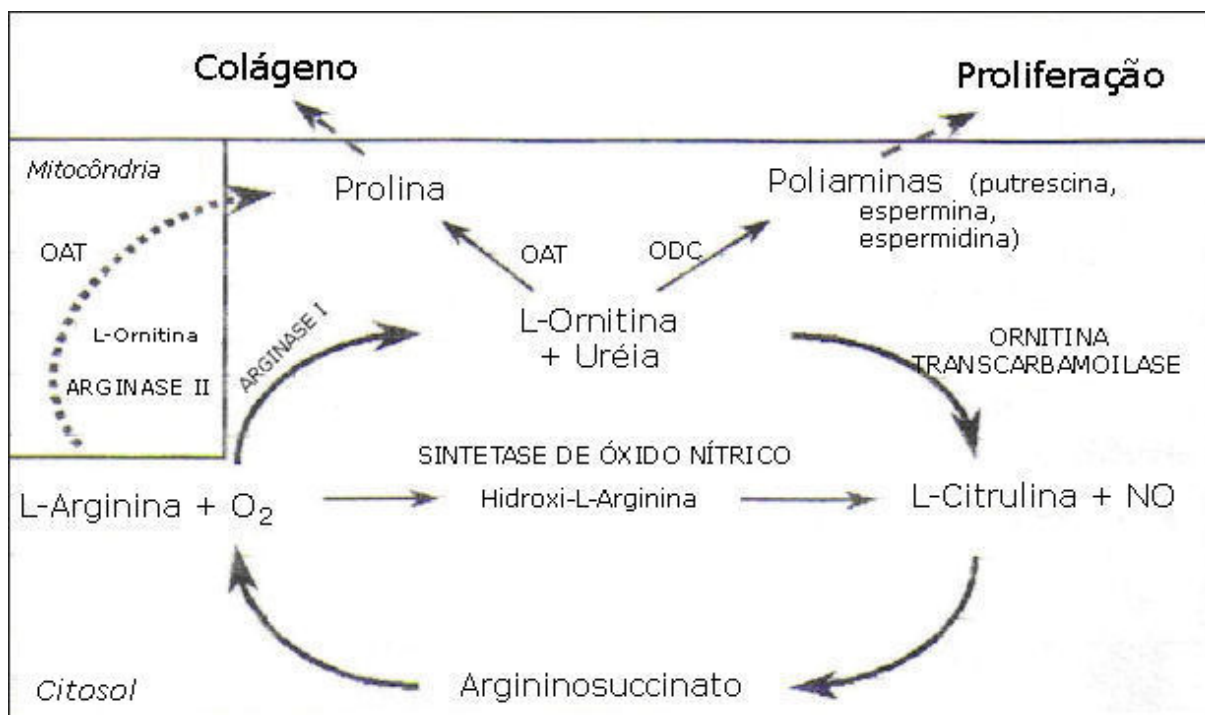 Colágeno
Proliferação
Mitocôndria
Prolina
Poliaminas (putrescina,
espermina,
espermidina)
OAT
OAT
ODC
L-Ornitina
ARGINASE II
ARGINASE I
L-Ornitina
+ Uréia
ORNITINA
TRANSCARBAMOILASE
SINTETASE DE ÓXIDO NÍTRICO
L-Arginina + O₂
Hidroxi-L-Arginina
L-Citrulina + NO
Argininosuccinato
Citosol